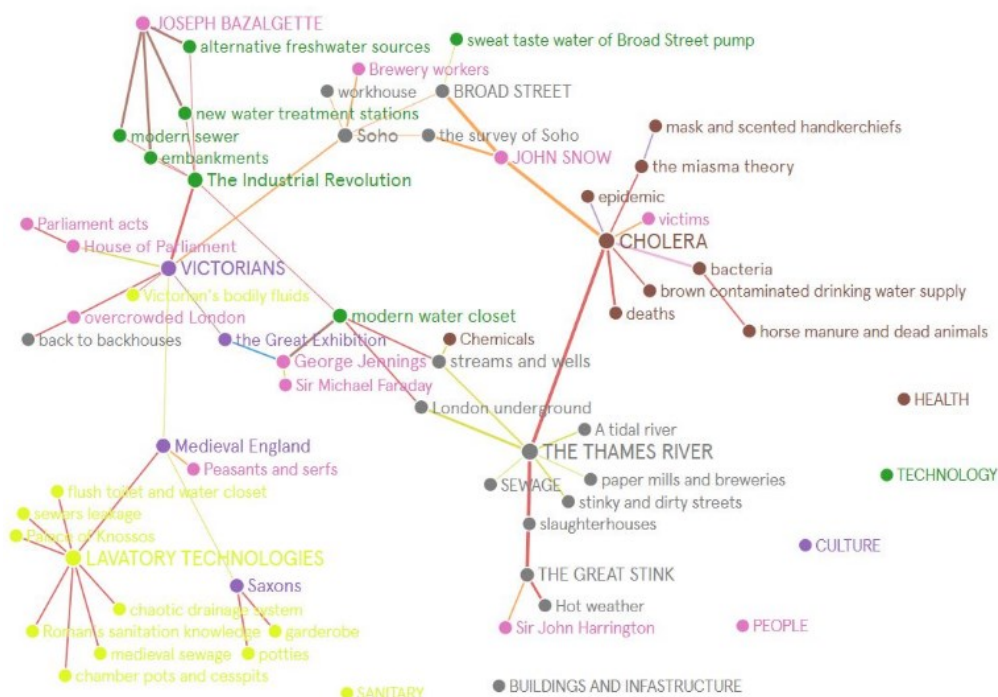 JOSEPH BAZALGETTE
alternative freshwater sources
sweat taste water of Broad Street pump
Brewery workers
workhouse
BROAD STREET
new water treatment stations
mask and scented handkerchiefs
modern sewer
Soho
the survey of Soho
embankments
JOHN SNOW
the miasma theory
The Industrial Revolution
epidemic
Parliament acts
victims
House of Parliament
CHOLERA
VICTORIANS
bacteria
Victorian's bodily fluids
brown contaminated drinking water supply
overcrowded London
modern water closet
deaths
horse manure and dead animals
back to backhouses
the Great Exhibition
Chemicals
George Jennings
streams and wells
Sir Michael Faraday
HEALTH
London underground
A tidal river
Medieval England
THE THAMES RIVER
Peasants and serfs
TECHNOLOGY
flush toilet and water closet
SEWAGE
paper mills and breweries
stinky and dirty streets
sewers leakage
slaughterhouses
Palace of Knossos
CULTURE
LAVATORY TECHNOLOGIES
THE GREAT STINK
Saxons
chaotic drainage system
Hot weather
Roman's sanitation knowledge
garderobe
Sir John Harrington
PEOPLE
medieval sewage
potties
chamber pots and cesspits
BUILDINGS AND INFASTRUCTURE
SANITARY